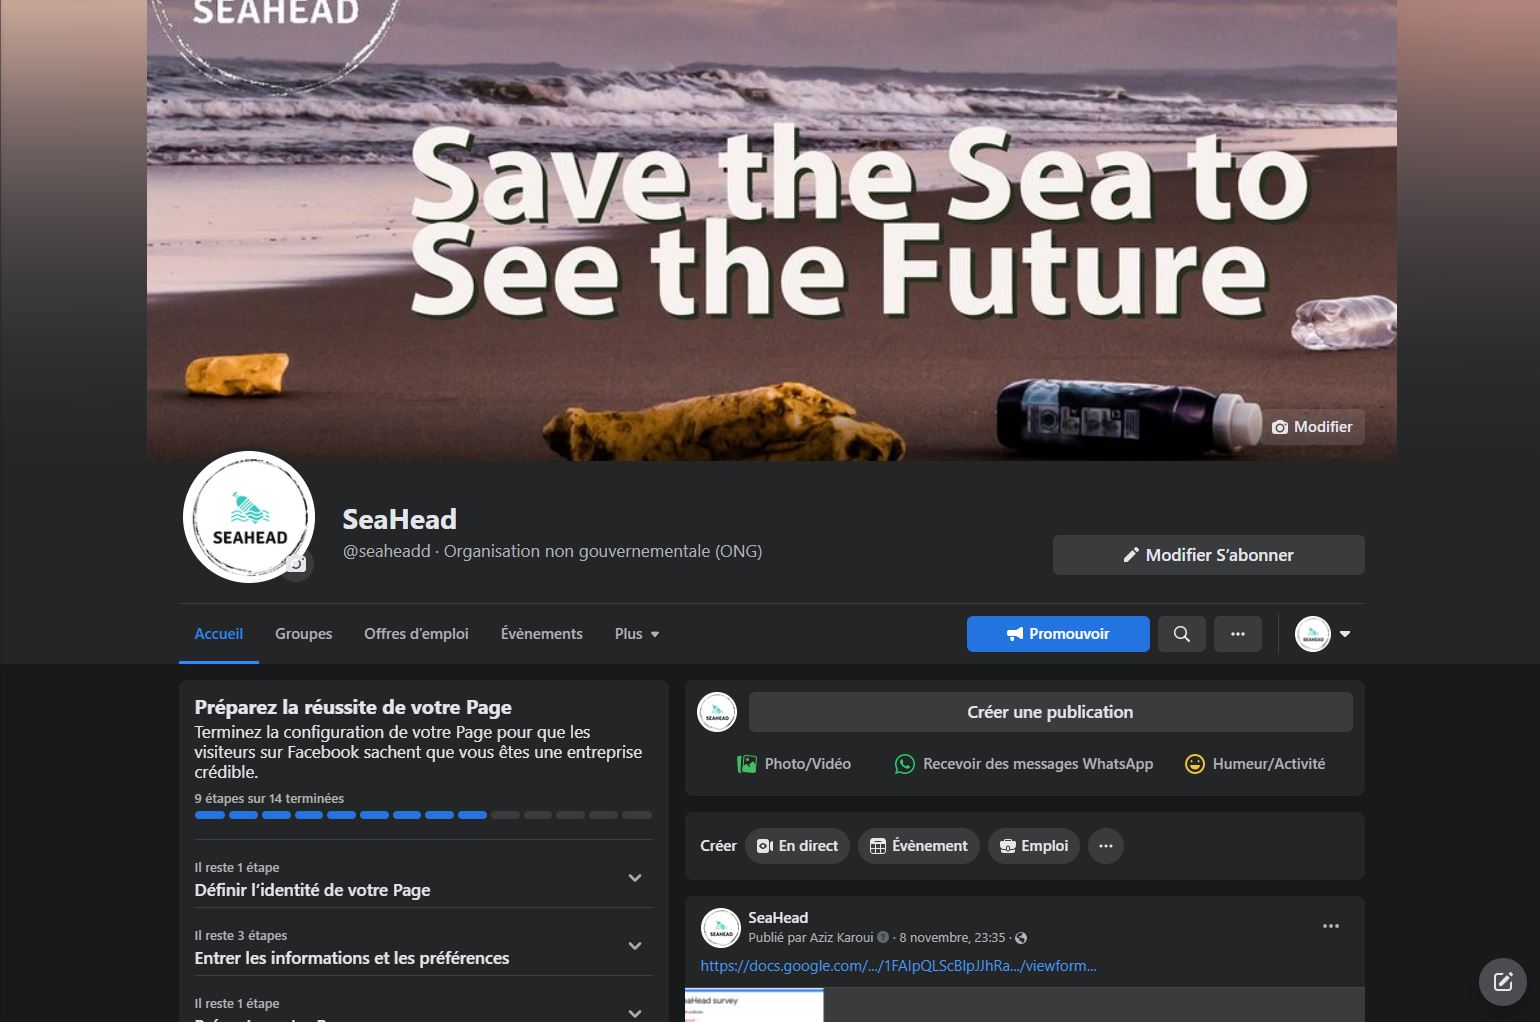 SEAHEAD
Save the Sea to
See the Future
Modifier
SEAHEAD
SeaHead
@seaheadd · Organisation non gouvernementale (ONG)
Modifier S'abonner
Accueil
Groupes
Offres d'emploi
Évènements
Plus
Promouvoir
SEAHEAD
Préparez la réussite de votre Page
Terminez la configuration de votre Page pour que les
visiteurs sur Facebook sachent que vous êtes une entreprise
crédible.
9 étapes sur 14 terminées
Il reste 1 étape
Définir l'identité de votre Page
Il reste 3 étapes
Entrer les informations et les préférences
Il reste 1 étape
SEAHEAD
Créer une publication
Photo/Vidéo
Recevoir des messages WhatsApp
Humeur/Activité
Créer
En direct
Évènement
Emploi
SEAHEAD
SeaHead
Publié par Aziz Karoui · 8 novembre, 23:35 ·
https://docs.google.com/.../1FAIpQLScBlpJJhRa.../viewform...
aHead survey